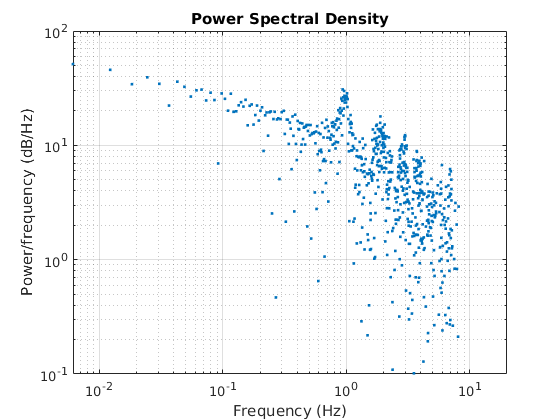 Power Spectral Density
10^2
10^1
10^0
10^-1
Power/frequency (dB/Hz)
10^-2 10^-1 10^0 10^1
Frequency (Hz)